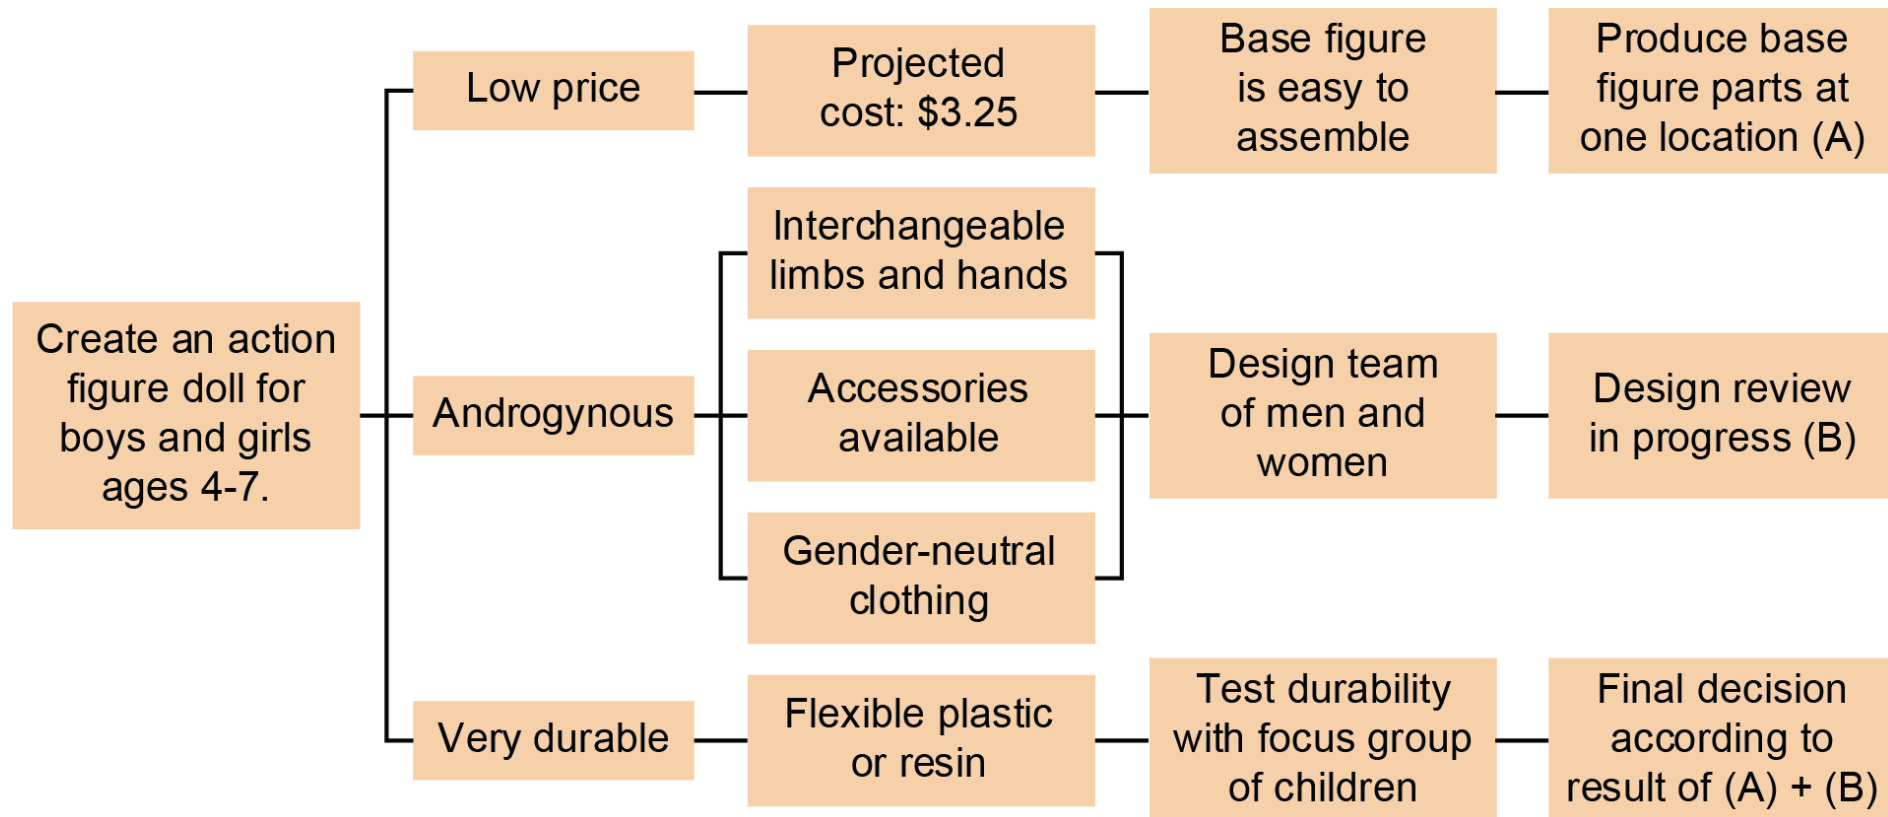 Create an action
figure doll for
boys and girls
ages 4-7.
Low price
Projected
cost: $3.25
Base figure
is easy to
assemble
Produce base
figure parts at
one location (A)
Androgynous
Interchangeable
limbs and hands
Accessories
available
Gender-neutral
clothing
Design team
of men and
women
Design review
in progress (B)
Very durable
Flexible plastic
or resin
Test durability
with focus group
of children
Final decision
according to
result of (A) + (B)